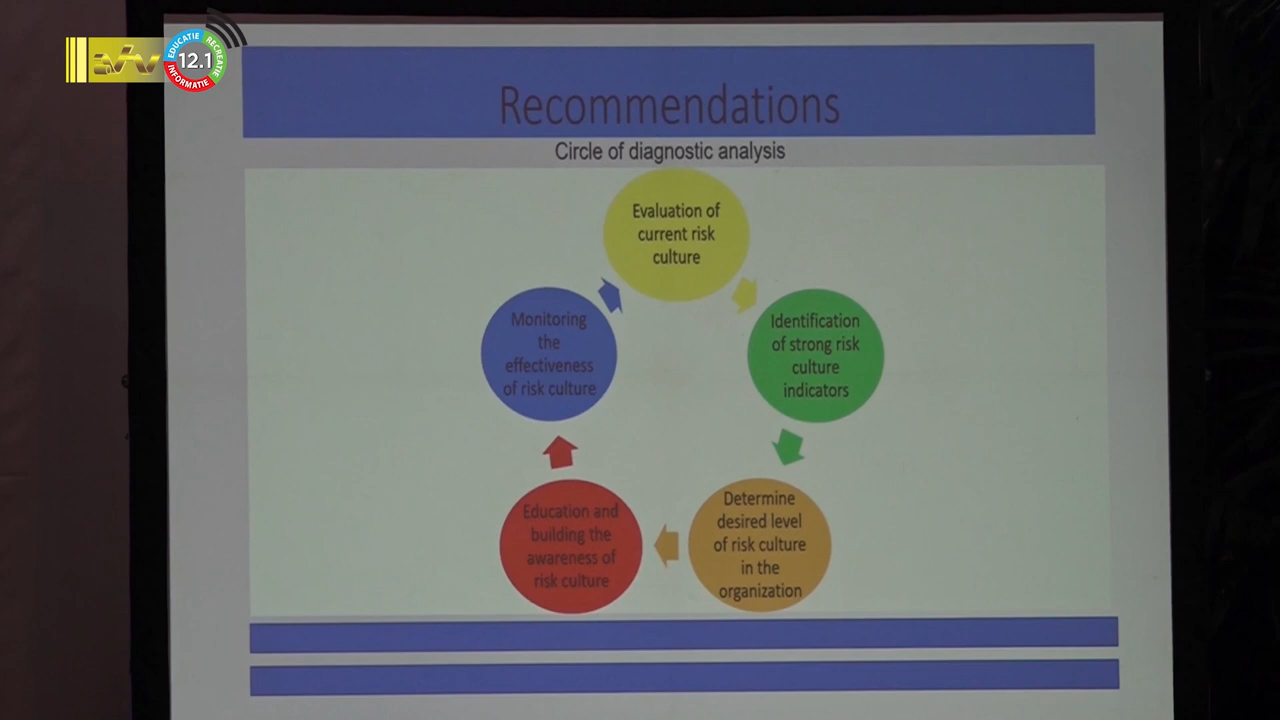 EDUCATIE
RECREATIE
INFORMATIE
12.1
Recommendations
Circle of diagnostic analysis
Evaluation of
current risk
culture
Identification
of strong risk
culture
indicators
Determine
desired level
of risk culture
in the
organization
Education and
building the
awareness of
risk culture
Monitoring
the
effectiveness
of risk culture